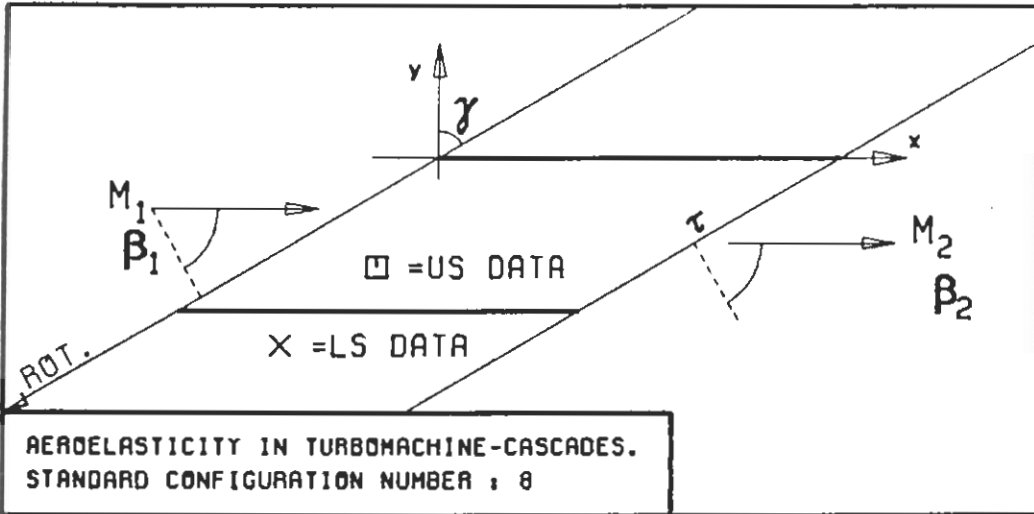 y
γ
x
M1
β1
τ
M2
β2
□ =US DATA
× =LS DATA
ROT.
AEROELASTICITY IN TURBOMACHINE-CASCADES.
STANDARD CONFIGURATION NUMBER : 8